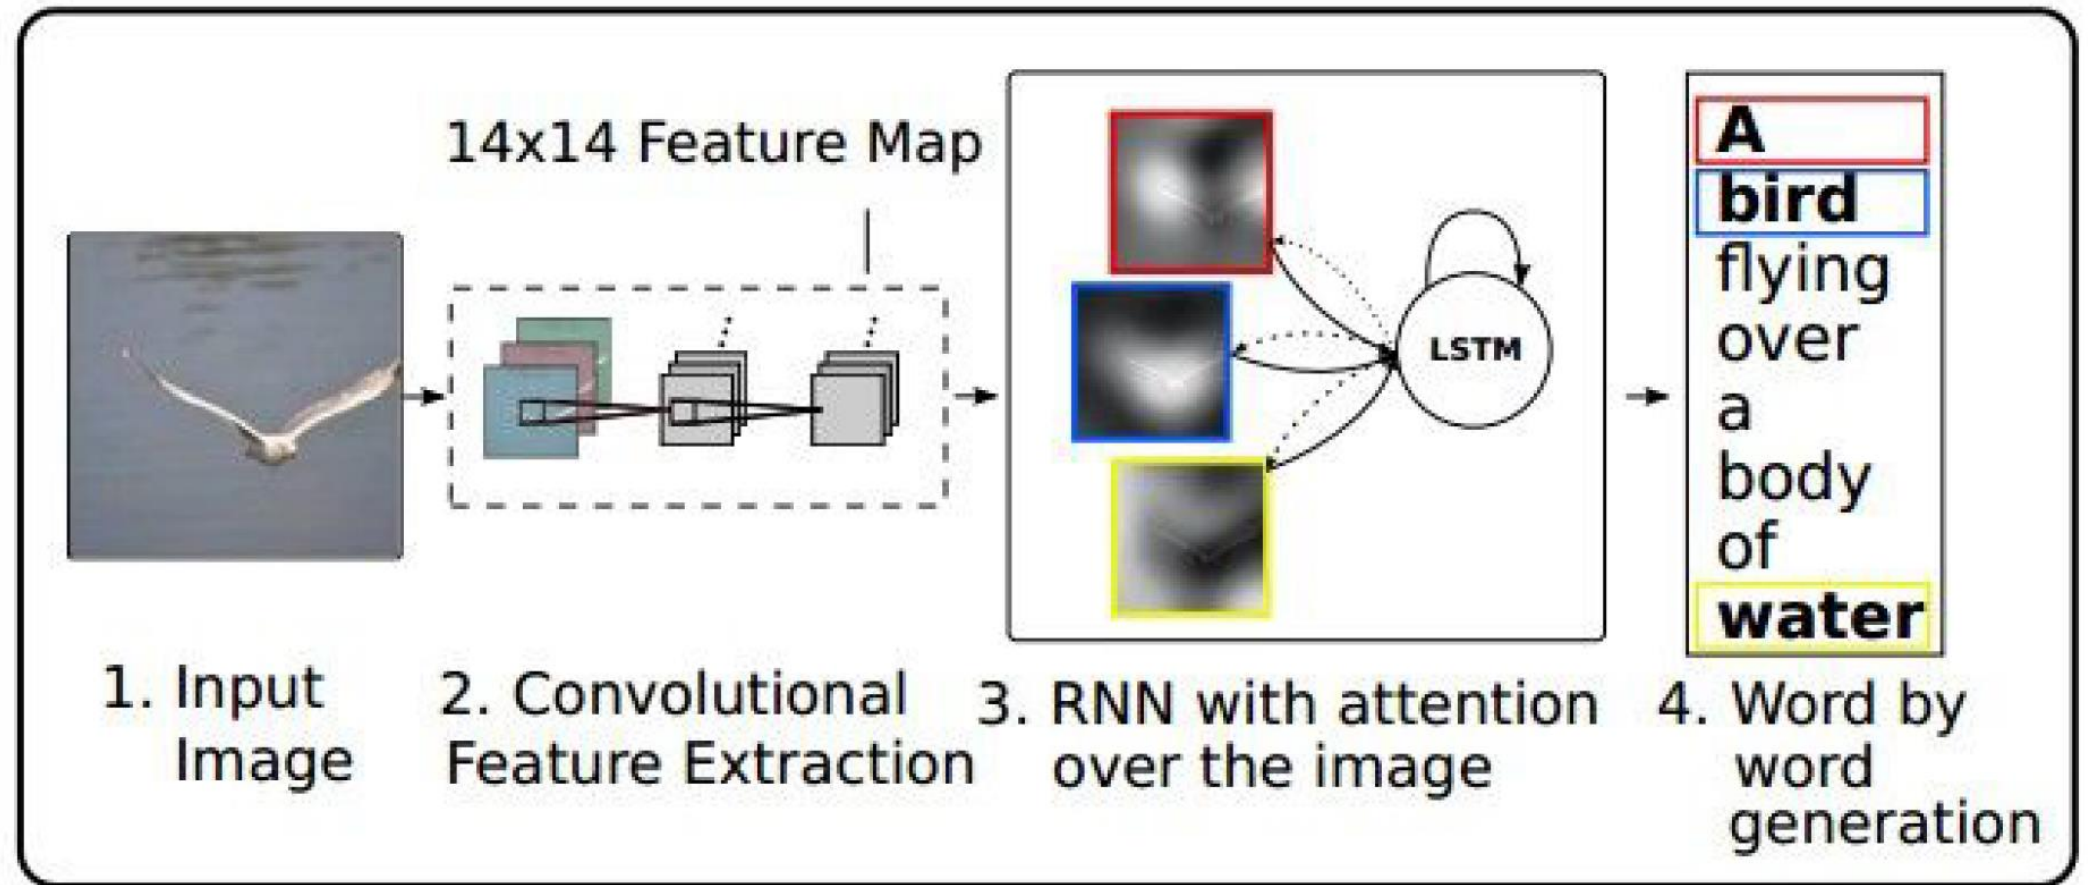 14x14 Feature Map
LSTM
A
bird
flying
over
a
body
of
water
1. Input
Image
2. Convolutional
Feature Extraction
3. RNN with attention
over the image
4. Word by
word
generation